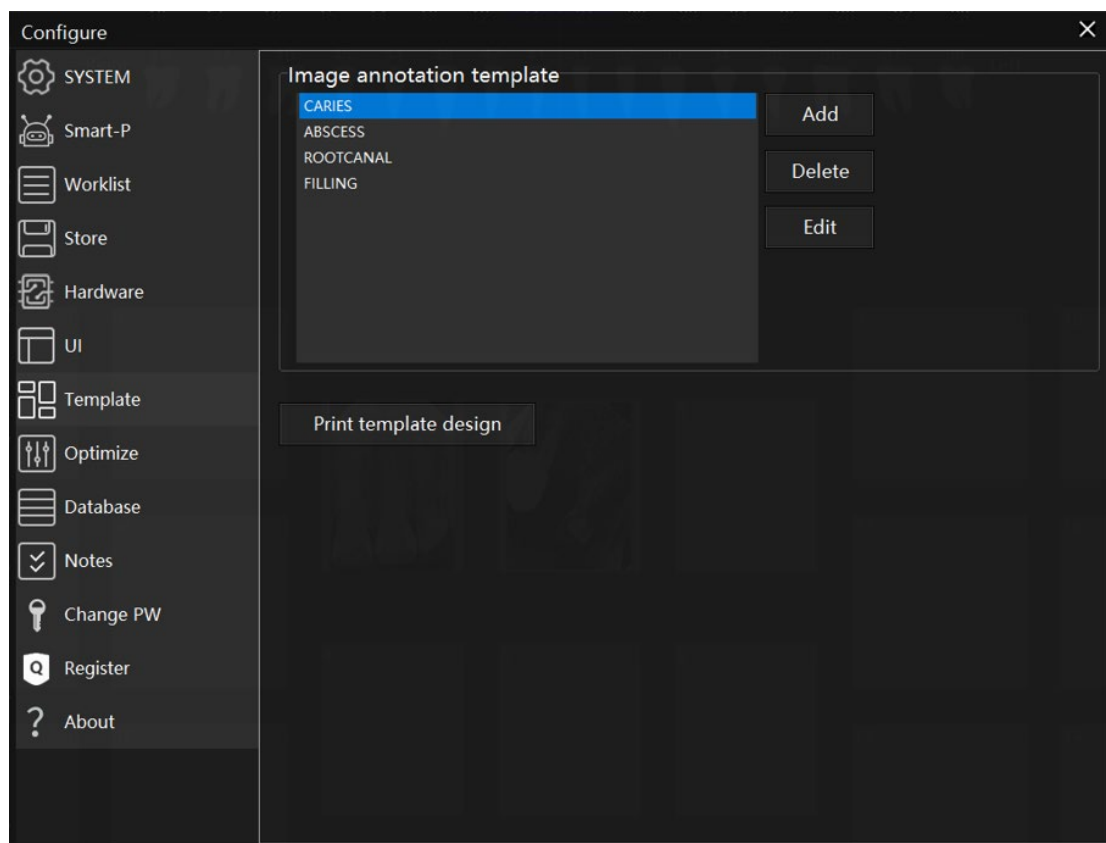 Configure
SYSTEM
Smart-P
Worklist
Store
Hardware
UI
Template
Optimize
Database
Notes
Change PW
Register
About
Image annotation template
CARIES
ABSCESS
ROOTCANAL
FILLING
Add
Delete
Edit
Print template design